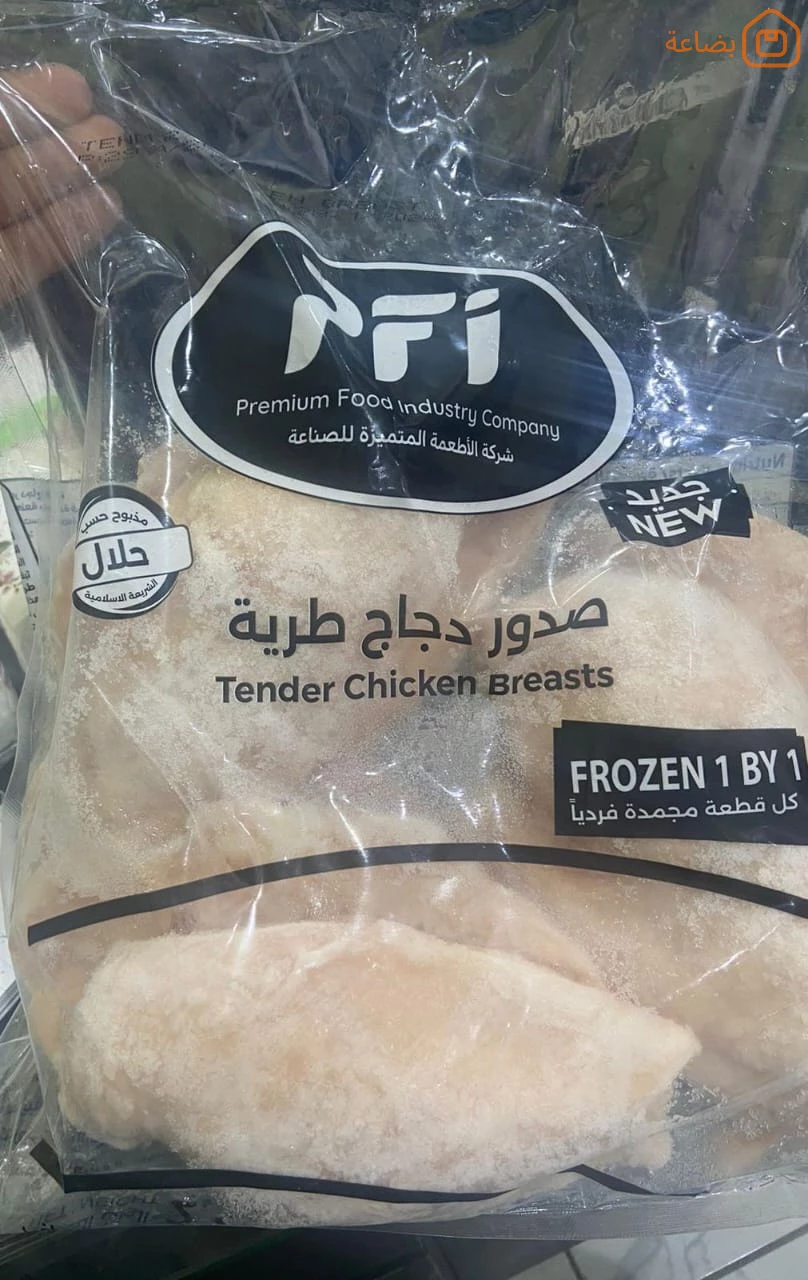 بضاعة
PFi
Premium Food Industry Company
شركة الأطعمة المتميزة للصناعة
جديد
NEW
مذبوح حسب
حلال
الشريعة الاسلامية
صدور دجاج طرية
Tender Chicken Breasts
FROZEN 1 BY 1
كل قطعة مجمدة فردياً